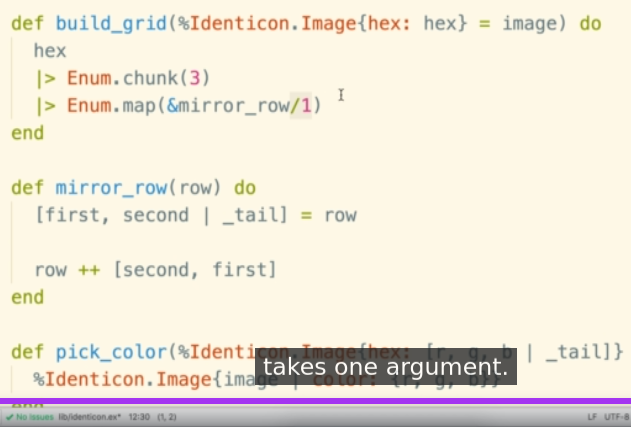 def build_grid(%Identicon.Image{hex: hex} = image) do
hex
|> Enum.chunk(3)
|> Enum.map(&mirror_row/1)
end
def mirror_row(row) do
[first, second | _tail] = row
row ++ [second, first]
end
def pick_color(%Identicon.Image{hex: [r, g, b | _tail]}
takes one argument.
%Identicon.Image{image | color: {r, g, b}}
end
✓ No Issues lib/identicon.ex* 12:30 (1, 2) LF UTF-8